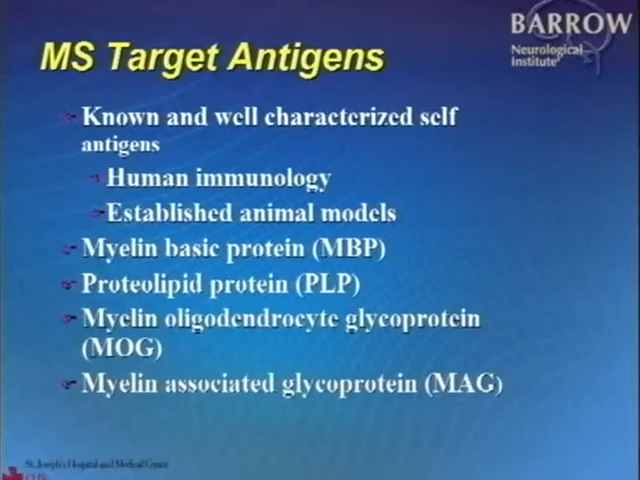 BARROW
Neurological
Institute®
MS Target Antigens
Known and well characterized self
antigens
Human immunology
Established animal models
Myelin basic protein (MBP)
Proteolipid protein (PLP)
Myelin oligodendrocyte glycoprotein
(MOG)
Myelin associated glycoprotein (MAG)
St. Joseph's Hospital and Medical Center
CHW